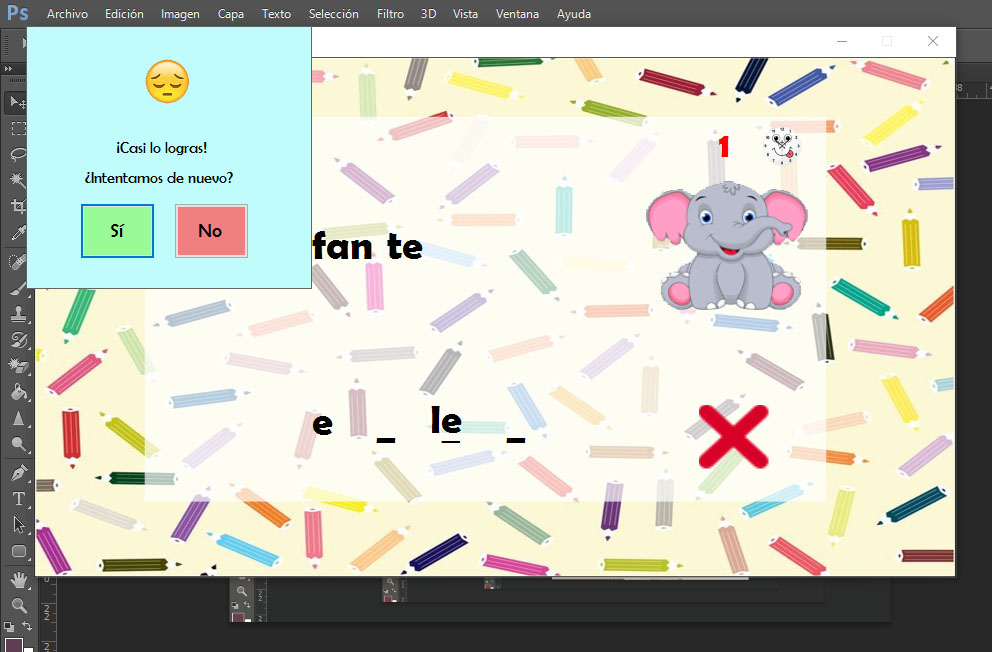 Ps Archivo Edición Imagen Capa Texto Selección Filtro 3D Vista Ventana Ayuda
¡Casi lo logras!
¿Intentamos de nuevo?
Sí No
1
fan te
e _ le _